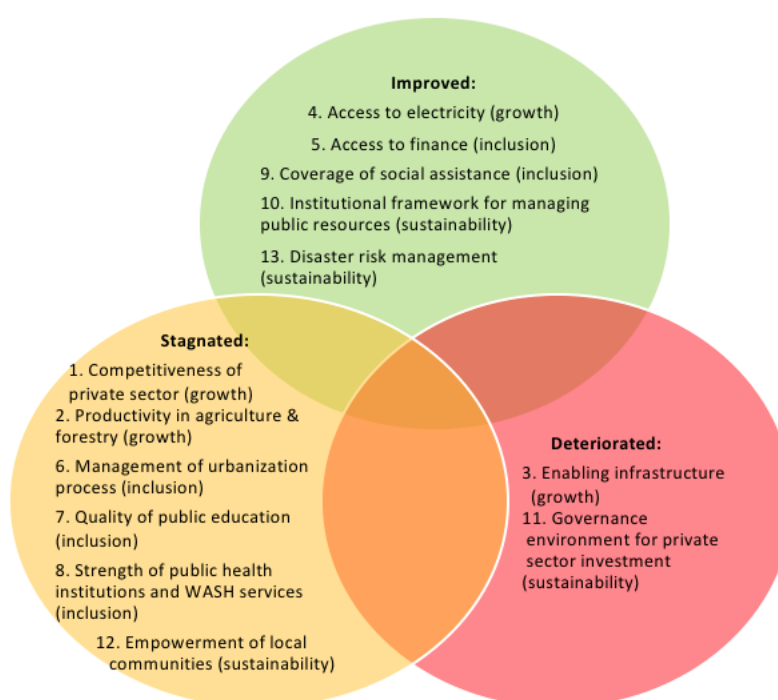 Improved:
4. Access to electricity (growth)
5. Access to finance (inclusion)
9. Coverage of social assistance (inclusion)
10. Institutional framework for managing
public resources (sustainability)
13. Disaster risk management
(sustainability)
Stagnated:
1. Competitiveness of
private sector (growth)
2. Productivity in agriculture &
forestry (growth)
6. Management of urbanization
process (inclusion)
7. Quality of public education
(inclusion)
8. Strength of public health
institutions and WASH services
(inclusion)
12. Empowerment of local
communities (sustainability)
Deteriorated:
3. Enabling infrastructure
(growth)
11. Governance
environment for private
sector investment
(sustainability)